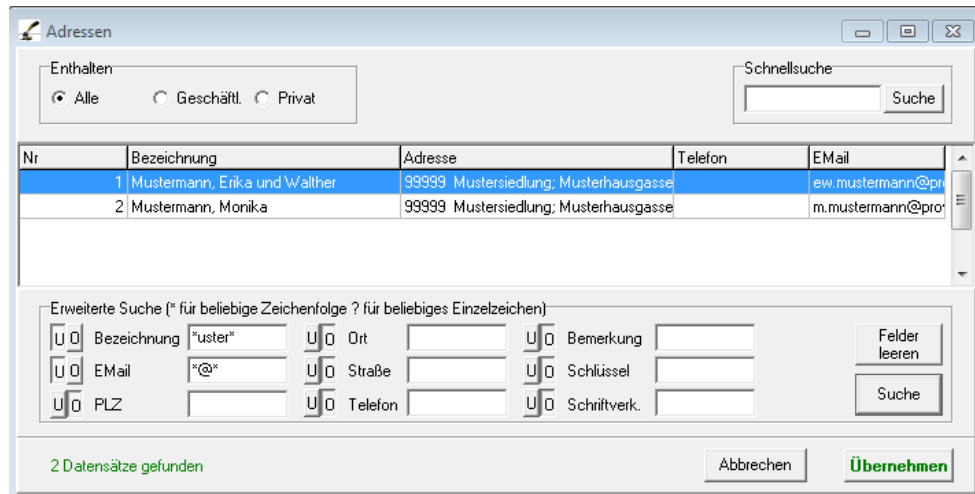 Adressen
Enthalten
Alle Geschäftl. Privat
Schnellsuche
Suche
Nr Bezeichnung Adresse Telefon EMail
1 Mustermann, Erika und Walther 99999 Mustersiedlung; Musterhausgasse ew.mustermann@pr
2 Mustermann, Monika 99999 Mustersiedlung; Musterhausgasse m.mustermann@pro
Erweiterte Suche (* für beliebige Zeichenfolge ? für beliebiges Einzelzeichen)
U O Bezeichnung *uster* U O Ort U O Bemerkung
U O EMail *@* U O Straße U O Schlüssel
U O PLZ U O Telefon U O Schriftverk.
Felder
leeren
Suche
2 Datensätze gefunden
Abbrechen
Übernehmen